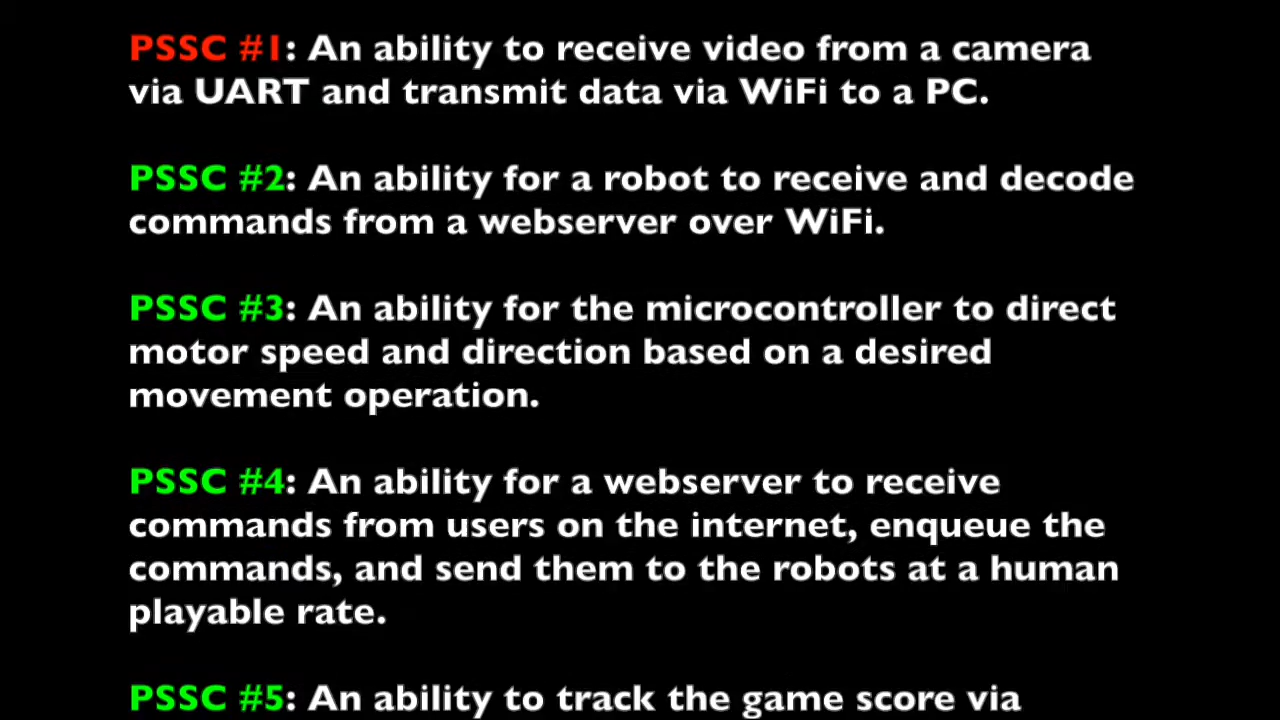 PSSC #1: An ability to receive video from a camera
via UART and transmit data via WiFi to a PC.
PSSC #2: An ability for a robot to receive and decode
commands from a webserver over WiFi.
PSSC #3: An ability for the microcontroller to direct
motor speed and direction based on a desired
movement operation.
PSSC #4: An ability for a webserver to receive
commands from users on the internet, enqueue the
commands, and send them to the robots at a human
playable rate.
PSSC #5: An ability to track the game score via